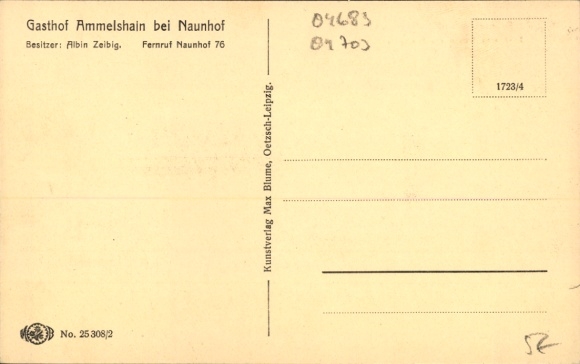 Gasthof Ammelshain bei Naunhof
Besitzer: Albin Zeibig. Fernruf Naunhof 76
04683
04703
1723/4
Kunstverlag Max Blume, Oetzsch-Leipzig.
No. 25308/2